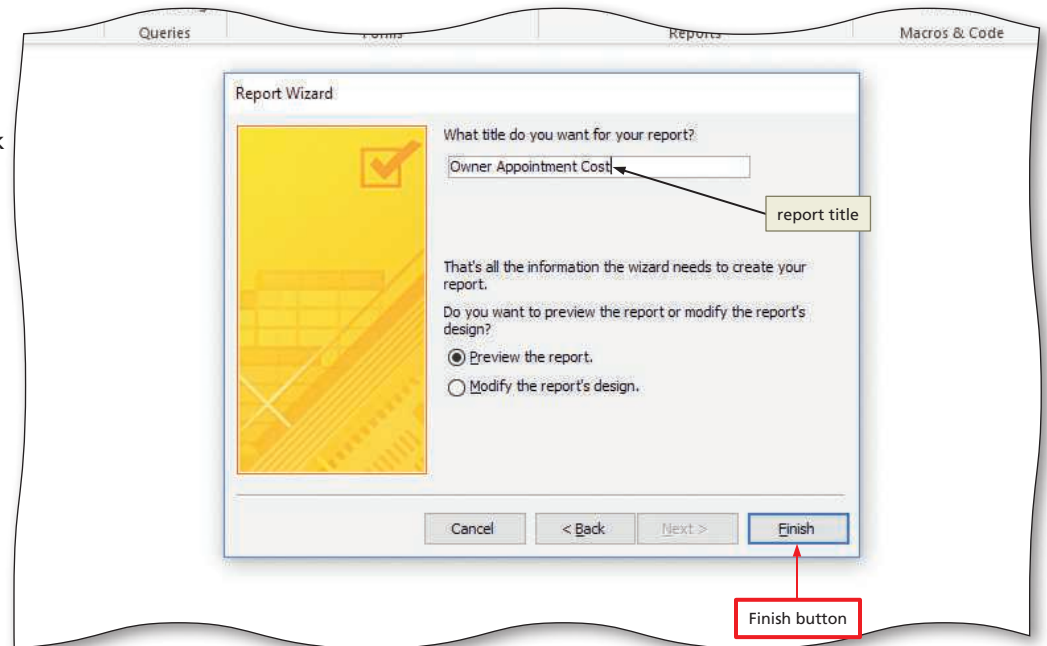 Queries
Reports
Macros & Code
Report Wizard
What title do you want for your report?
Owner Appointment Cost
report title
That's all the information the wizard needs to create your
report.
Do you want to preview the report or modify the report's
design?
Preview the report.
Modify the report's design.
Cancel
< Back
Next >
Finish
Finish button